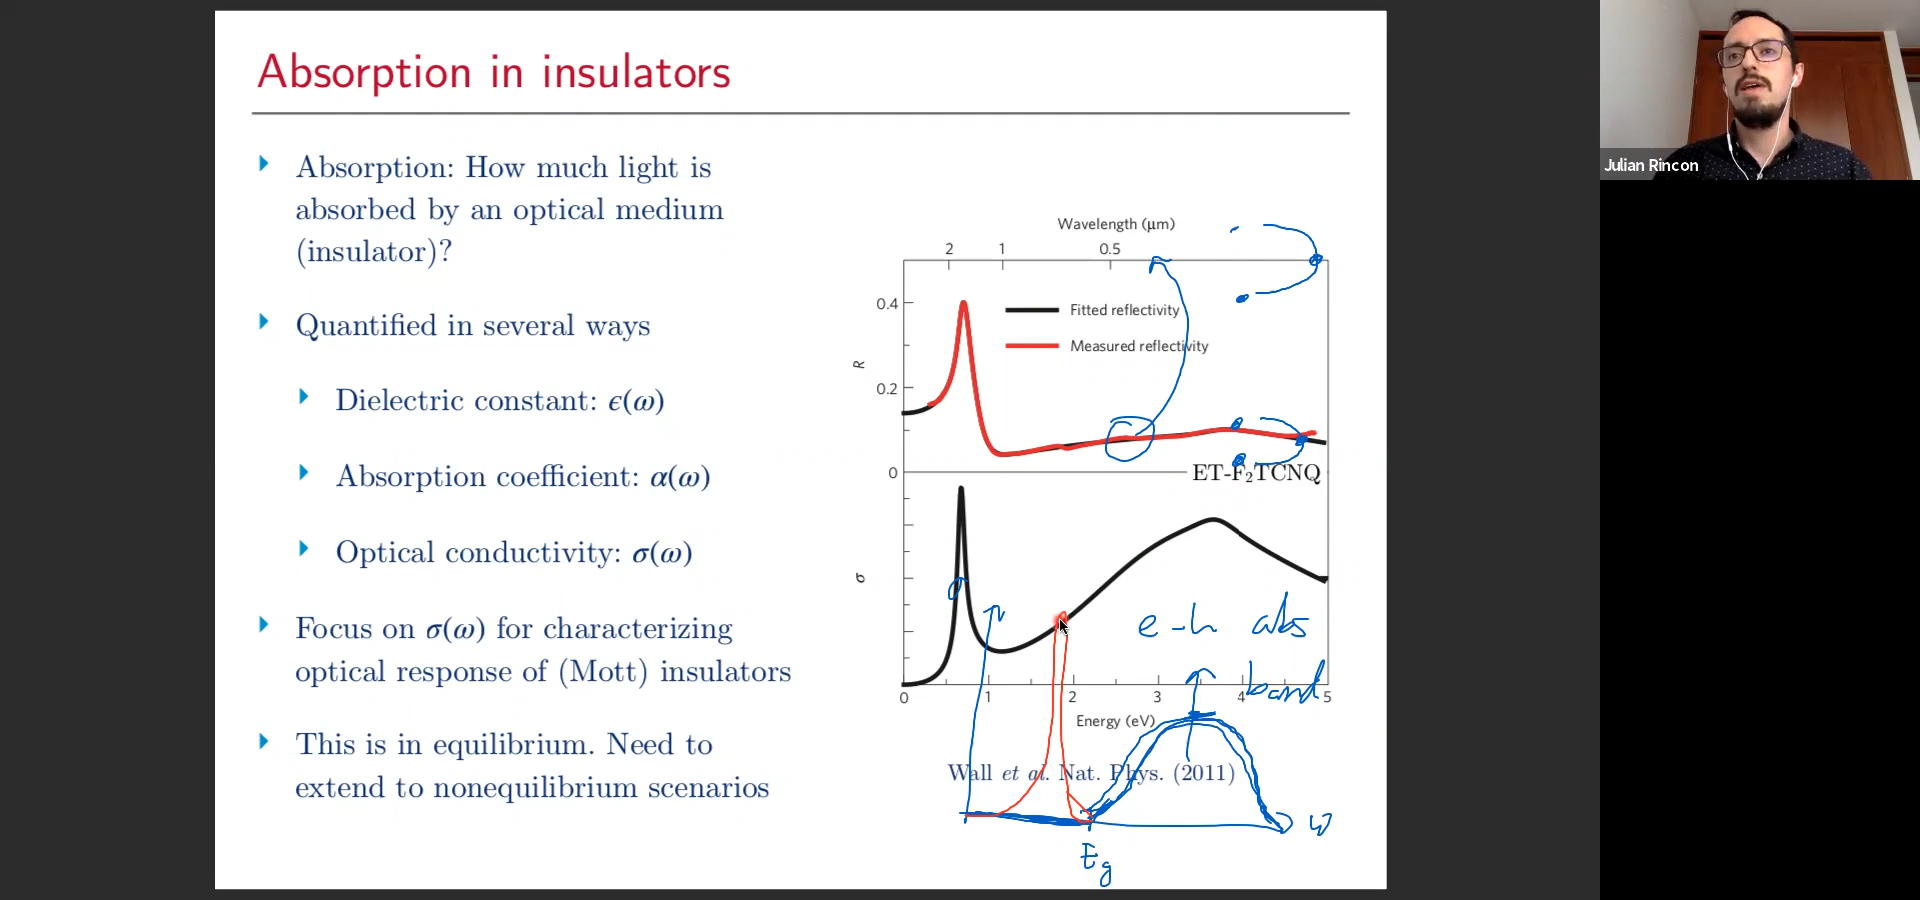 Absorption in insulators
Absorption: How much light is
absorbed by an optical medium
(insulator)?
Quantified in several ways
Dielectric constant: ϵ(ω)
Absorption coefficient: α(ω)
Optical conductivity: σ(ω)
Focus on σ(ω) for characterizing
optical response of (Mott) insulators
This is in equilibrium. Need to
extend to nonequilibrium scenarios
Wavelength (μm)
2 1 0.5
0.4
0.2
0
R
Fitted reflectivity
Measured reflectivity
ET-F₂TCNQ
σ
σ
e-h abs
band
0 1 2 3 4 5
Energy (eV)
Wall et al. Nat. Phys. (2011)
ω
Eg
Julian Rincon